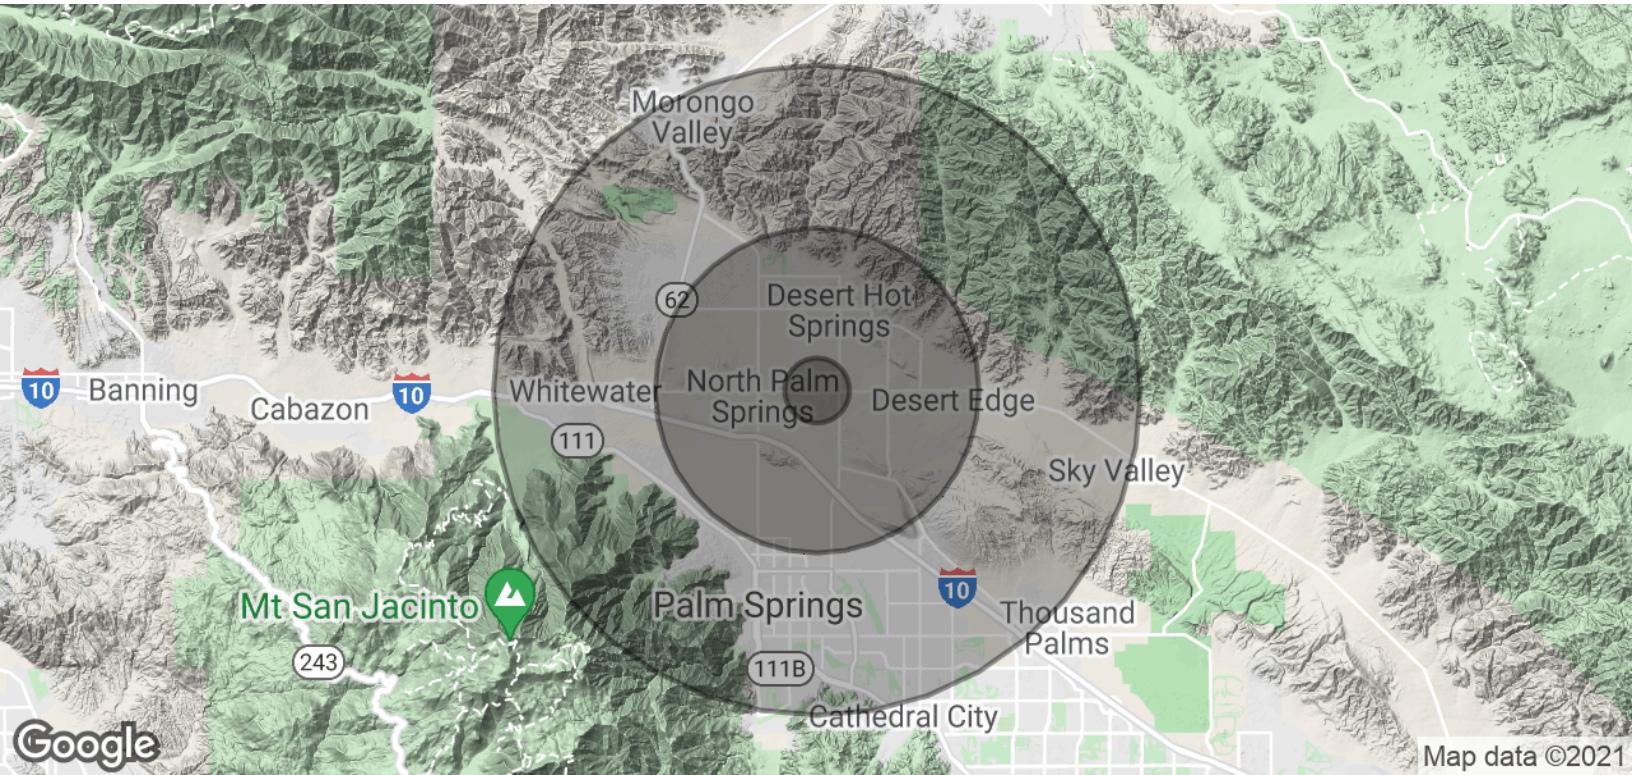 Morongo
Valley
62
Desert Hot
Springs
10
Banning
Cabazon
10
Whitewater
North Palm
Springs
Desert Edge
111
Sky Valley
Mt San Jacinto
Palm Springs
10
Thousand
Palms
243
111B
Cathedral City
Google
Map data ©2021